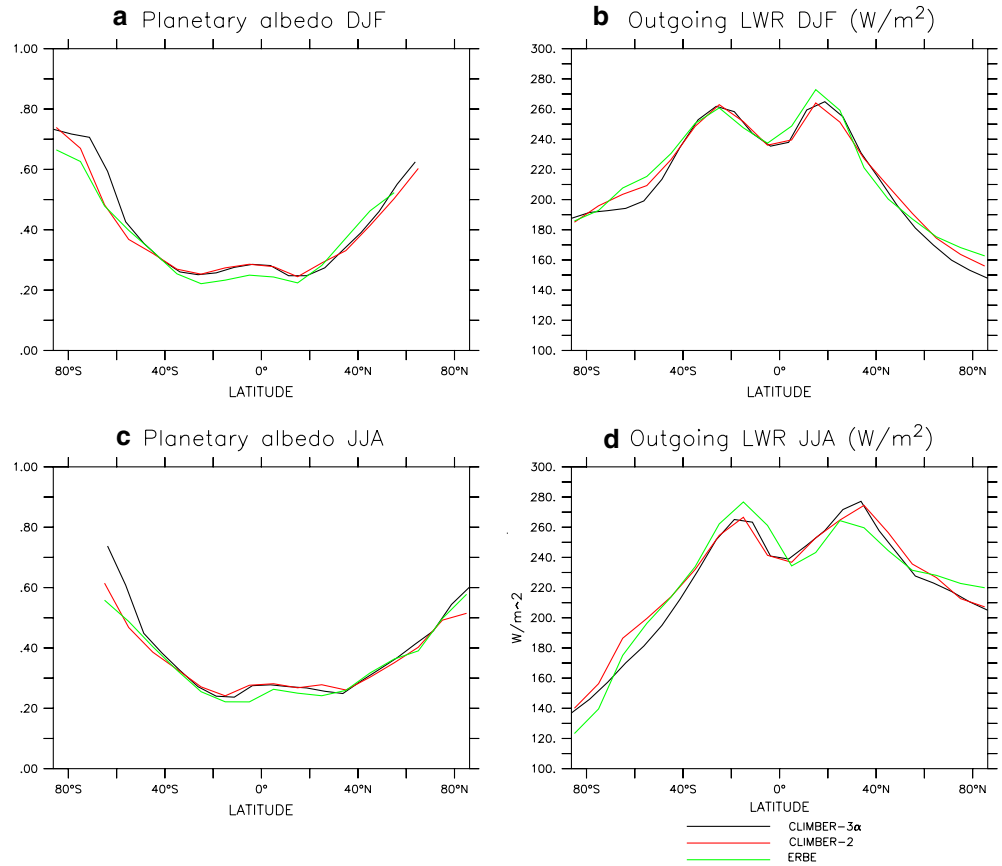 a Planetary albedo DJF
1.00
.80
.60
.40
.20
.00
80°S 40°S 0° 40°N 80°N
LATITUDE
b Outgoing LWR DJF (W/m²)
300.
280.
260.
240.
220.
200.
180.
160.
140.
120.
100.
80°S 40°S 0° 40°N 80°N
LATITUDE
c Planetary albedo JJA
1.00
.80
.60
.40
.20
.00
80°S 40°S 0° 40°N 80°N
LATITUDE
d Outgoing LWR JJA (W/m²)
W/m~2
300.
280.
260.
240.
220.
200.
180.
160.
140.
120.
100.
80°S 40°S 0° 40°N 80°N
LATITUDE
CLIMBER-3α
CLIMBER-2
ERBE